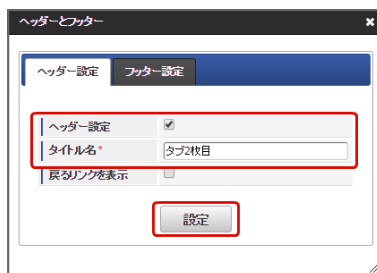 ヘッダーとフッター
ヘッダー設定 フッター設定
ヘッダー設定
タイトル名* タブ2枚目
戻るリンクを表示
設定